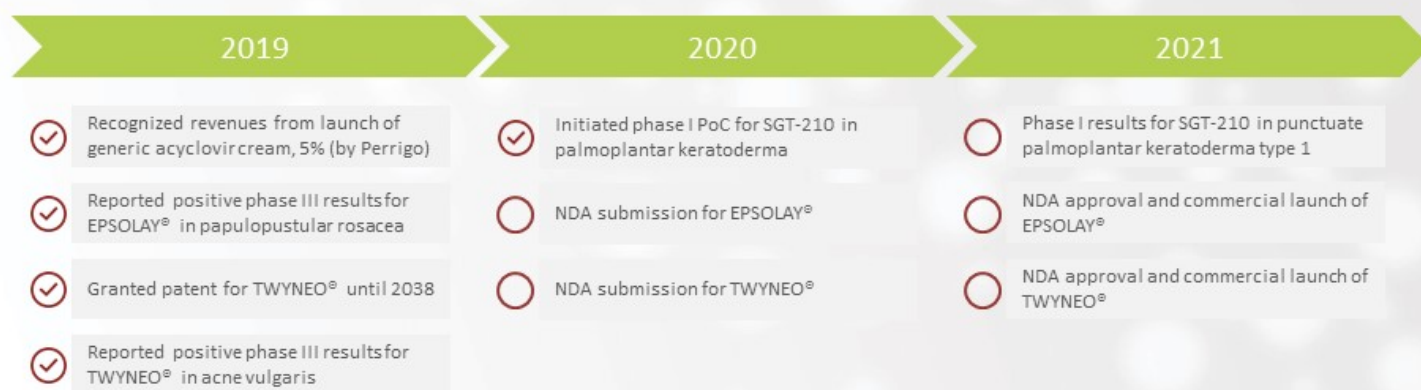 2019
2020
2021
Recognized revenues from launch of
generic acyclovir cream, 5% (by Perrigo)
Reported positive phase III results for
EPSOLAY® in papulopustular rosacea
Granted patent for TWYNEO® until 2038
Reported positive phase III results for
TWYNEO® in acne vulgaris
Initiated phase I PoC for SGT-210 in
palmoplantar keratoderma
NDA submission for EPSOLAY®
NDA submission for TWYNEO®
Phase I results for SGT-210 in punctuate
palmoplantar keratoderma type 1
NDA approval and commercial launch of
EPSOLAY®
NDA approval and commercial launch of
TWYNEO®